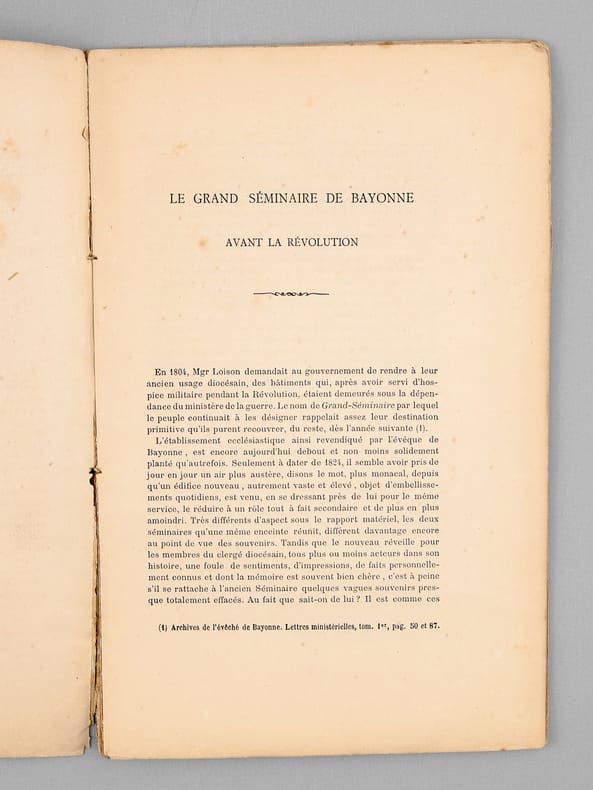 LE GRAND SÉMINAIRE DE BAYONNE
AVANT LA RÉVOLUTION
En 1804, Mgr Loison demandait au gouvernement de rendre à leur
ancien usage diocésain, des bâtiments qui, après avoir servi d'hos-
pice militaire pendant la Révolution, étaient demeurés sous la dépen-
dance du ministère de la guerre. Le nom de Grand-Séminaire par lequel
le peuple continuait à les désigner rappelait assez leur destination
primitive qu'ils purent recouvrer, du reste, dès l'année suivante (1).
L'établissement ecclésiastique ainsi revendiqué par l'évêque de
Bayonne, est encore aujourd'hui debout et non moins solidement
planté qu'autrefois. Seulement à dater de 1824, il semble avoir pris de
jour en jour un air plus austère, disons le mot, plus monacal, depuis
qu'un édifice nouveau, autrement vaste et élevé, objet d'embellisse-
ments quotidiens, est venu, en se dressant près de lui pour le même
service, le réduire à un rôle tout à fait secondaire et de plus en plus
amoindri. Très différents d'aspect sous le rapport matériel, les deux
séminaires qu'une même enceinte réunit, diffèrent davantage encore
au point de vue des souvenirs. Tandis que le nouveau réveille pour
les membres du clergé diocésain, tous plus ou moins acteurs dans son
histoire, une foule de sentiments, d'impressions, de faits personnelle-
ment connus et dont la mémoire est souvent bien chère, c'est à peine
s'il se rattache à l'ancien Séminaire quelques vagues souvenirs pres-
que totalement effacés. Au fait que sait-on de lui? Il est comme ces
(1) Archives de l'évêché de Bayonne. Lettres ministérielles, tom. 1er, pag. 50 et 87.